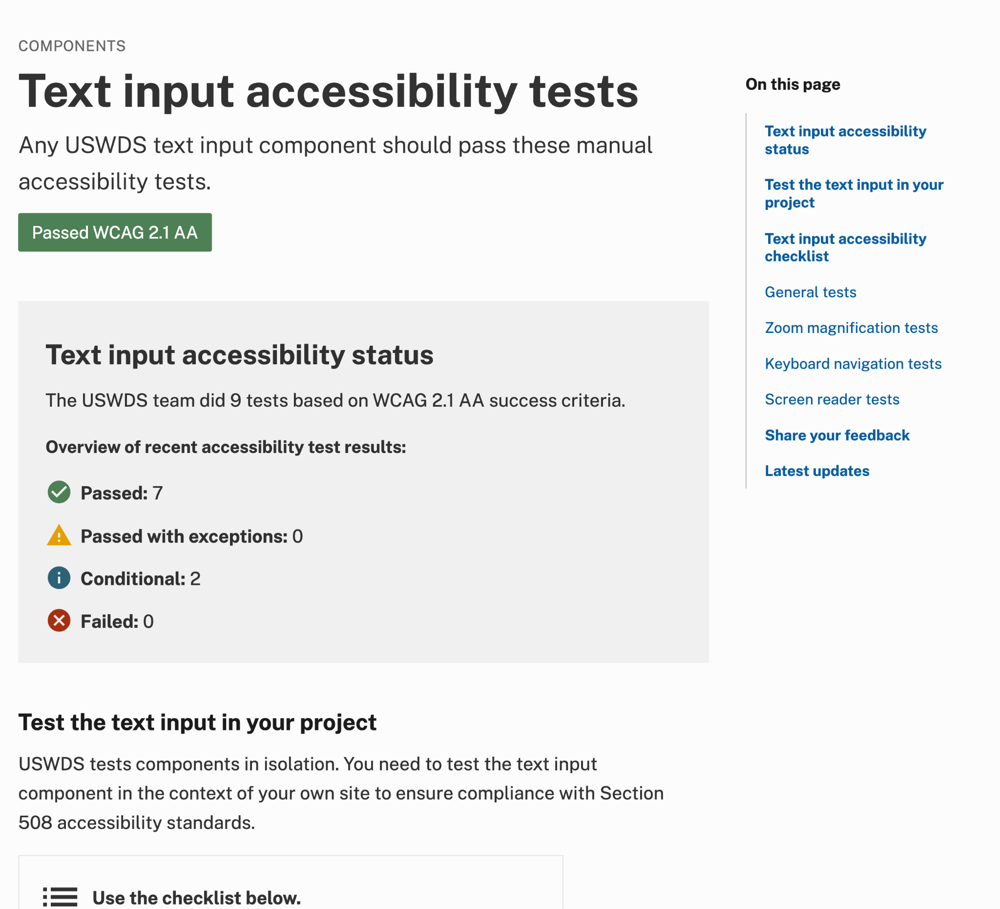 COMPONENTS
Text input accessibility tests
Any USWDS text input component should pass these manual
accessibility tests.
Passed WCAG 2.1 AA
Text input accessibility status
The USWDS team did 9 tests based on WCAG 2.1 AA success criteria.
Overview of recent accessibility test results:
Passed: 7
Passed with exceptions: 0
Conditional: 2
Failed: 0
Test the text input in your project
USWDS tests components in isolation. You need to test the text input
component in the context of your own site to ensure compliance with Section
508 accessibility standards.
Use the checklist below.
On this page
Text input accessibility
status
Test the text input in your
project
Text input accessibility
checklist
General tests
Zoom magnification tests
Keyboard navigation tests
Screen reader tests
Share your feedback
Latest updates